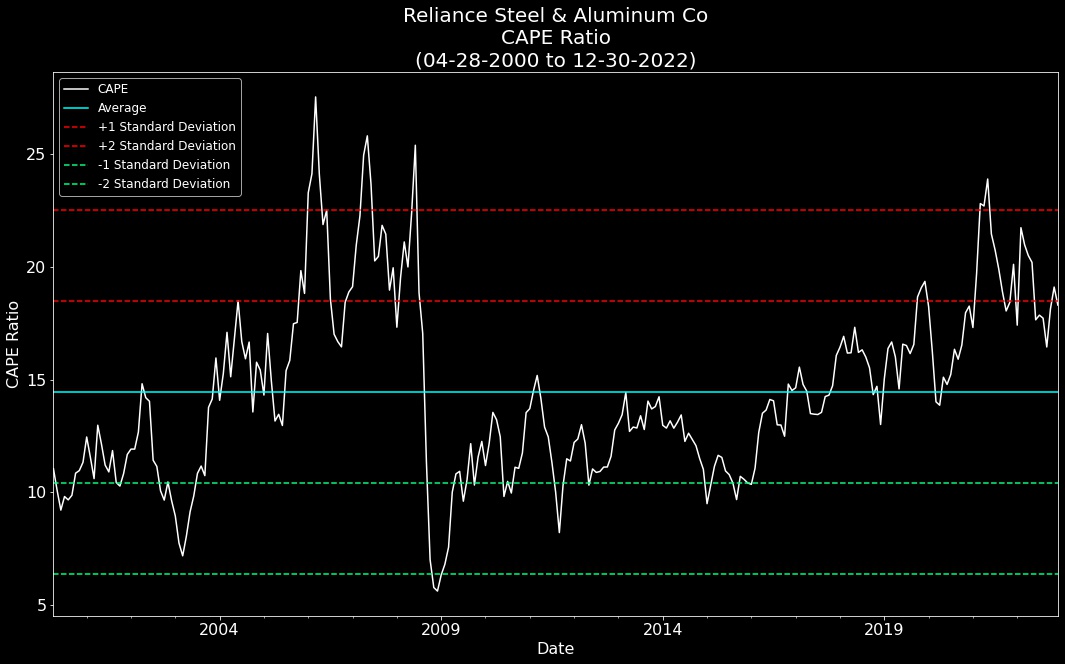 Reliance Steel & Aluminum Co
CAPE Ratio
(04-28-2000 to 12-30-2022)
CAPE
Average
+1 Standard Deviation
+2 Standard Deviation
-1 Standard Deviation
-2 Standard Deviation
CAPE Ratio
25
20
15
10
5
2004
2009
2014
2019
Date